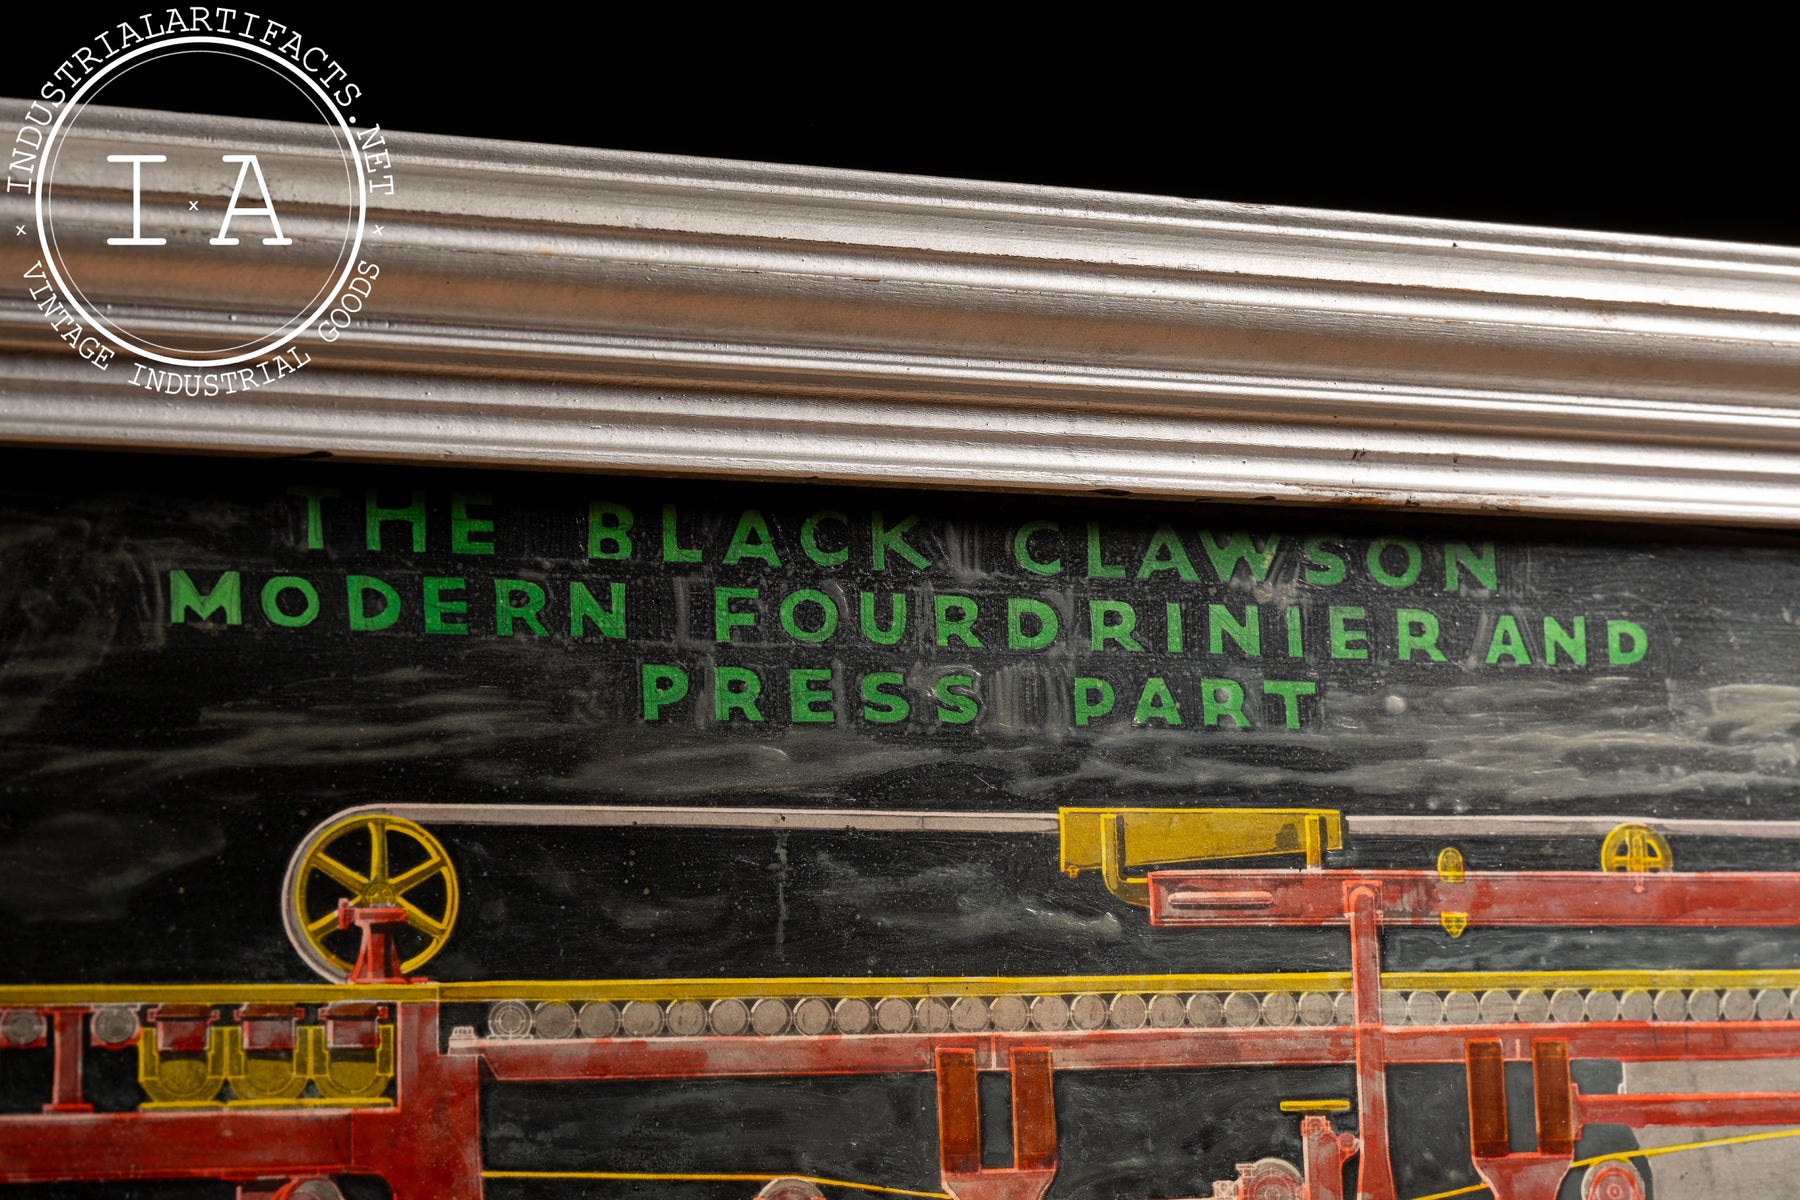 INDUSTRIALARTIFACTS.NET
I x A
x x
VINTAGE INDUSTRIAL GOODS
THE BLACK CLAWSON
MODERN FOURDRINIER AND
PRESS PART